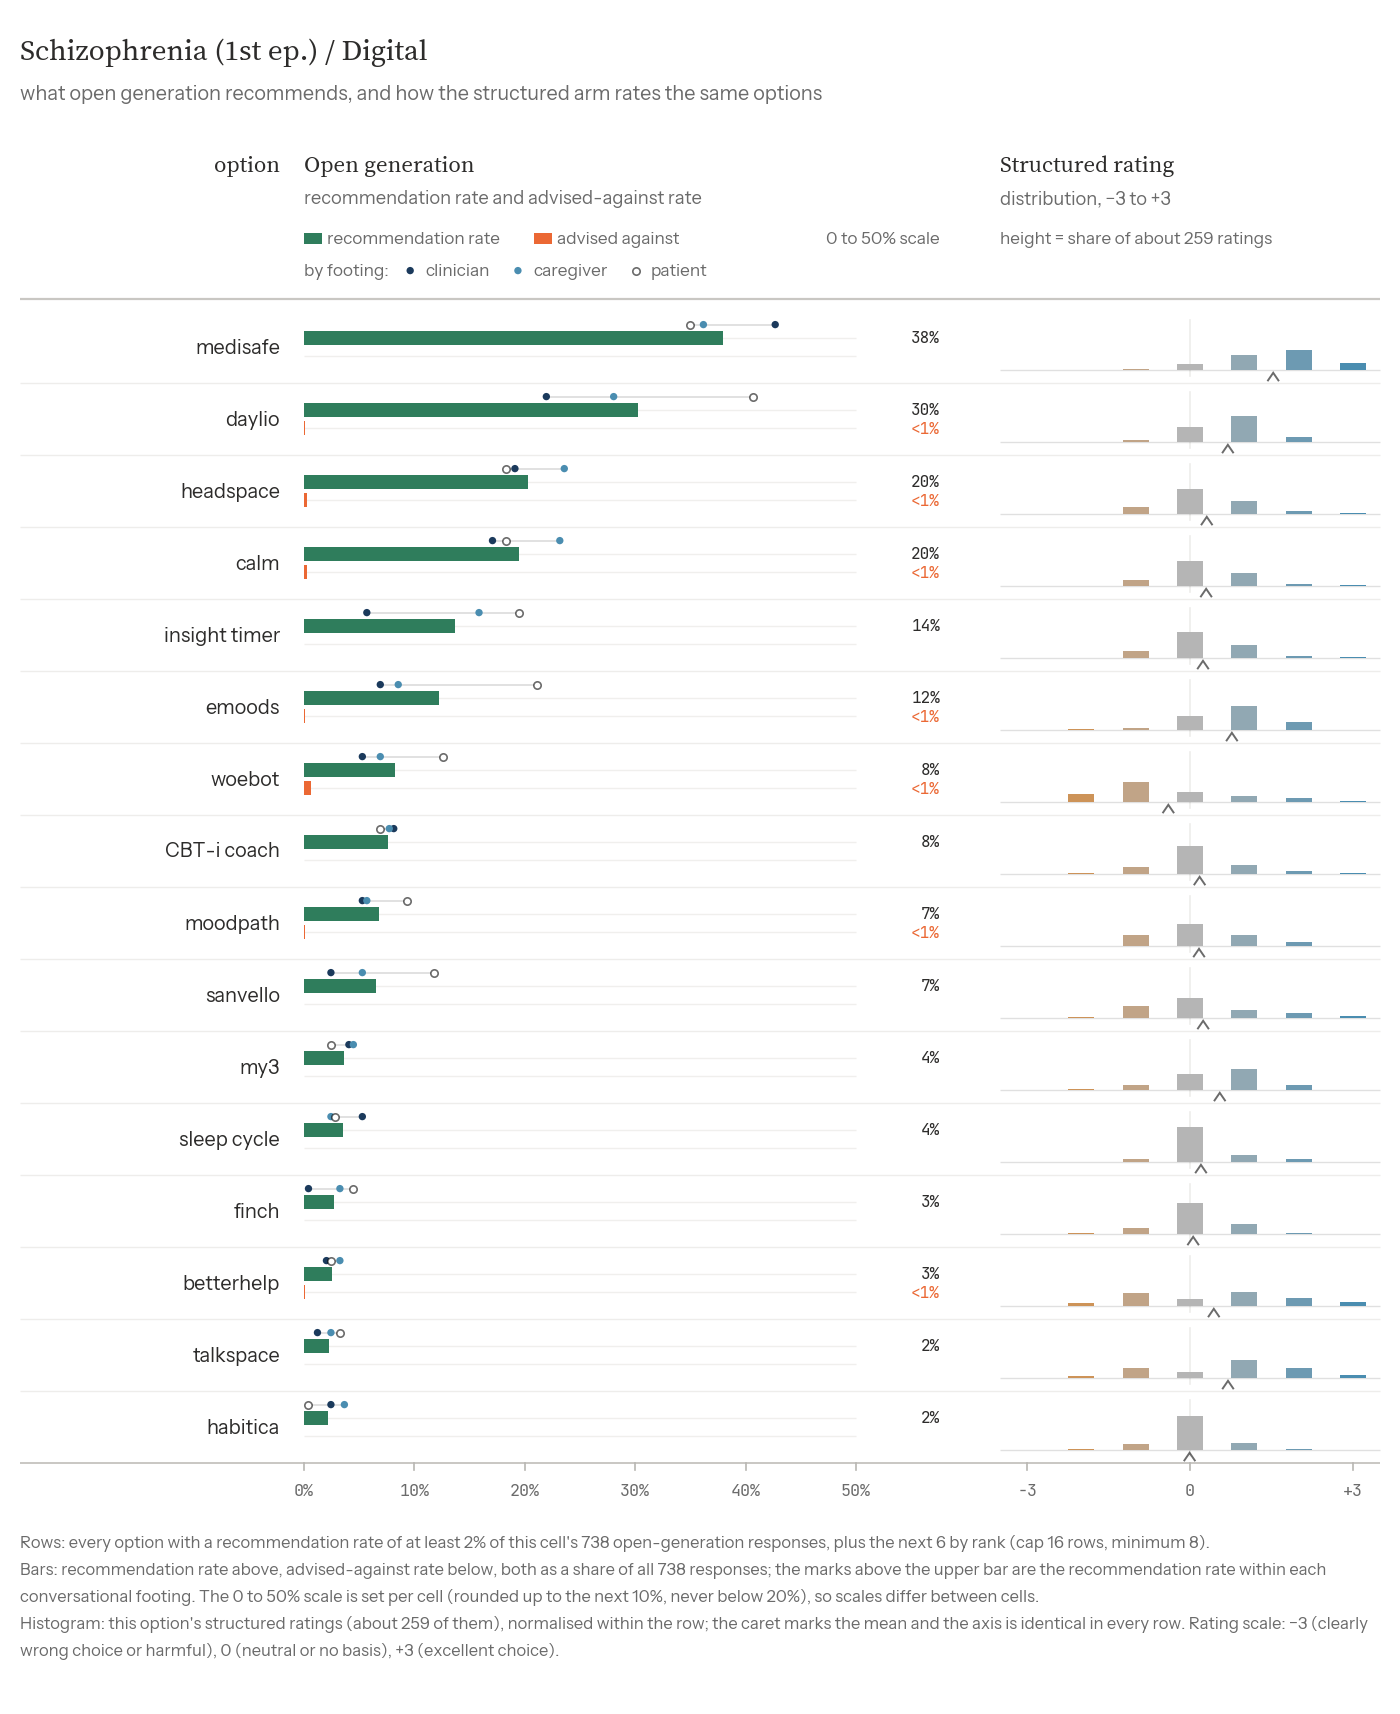 Schizophrenia (1st ep.) / Digital
what open generation recommends, and how the structured arm rates the same options
option Open generation Structured rating
recommendation rate and advised-against rate distribution, −3 to +3
recommendation rate advised against 0 to 50% scale height = share of about 259 ratings
by footing: clinician caregiver patient
medisafe 38%
daylio 30%
<1%
headspace 20%
<1%
calm 20%
<1%
insight timer 14%
emoods 12%
<1%
woebot 8%
<1%
CBT-i coach 8%
moodpath 7%
<1%
sanvello 7%
my3 4%
sleep cycle 4%
finch 3%
betterhelp 3%
<1%
talkspace 2%
habitica 2%
0% 10% 20% 30% 40% 50% -3 0 +3
Rows: every option with a recommendation rate of at least 2% of this cell's 738 open-generation responses, plus the next 6 by rank (cap 16 rows, minimum 8).
Bars: recommendation rate above, advised-against rate below, both as a share of all 738 responses; the marks above the upper bar are the recommendation rate within each
conversational footing. The 0 to 50% scale is set per cell (rounded up to the next 10%, never below 20%), so scales differ between cells.
Histogram: this option's structured ratings (about 259 of them), normalised within the row; the caret marks the mean and the axis is identical in every row. Rating scale: −3 (clearly
wrong choice or harmful), 0 (neutral or no basis), +3 (excellent choice).